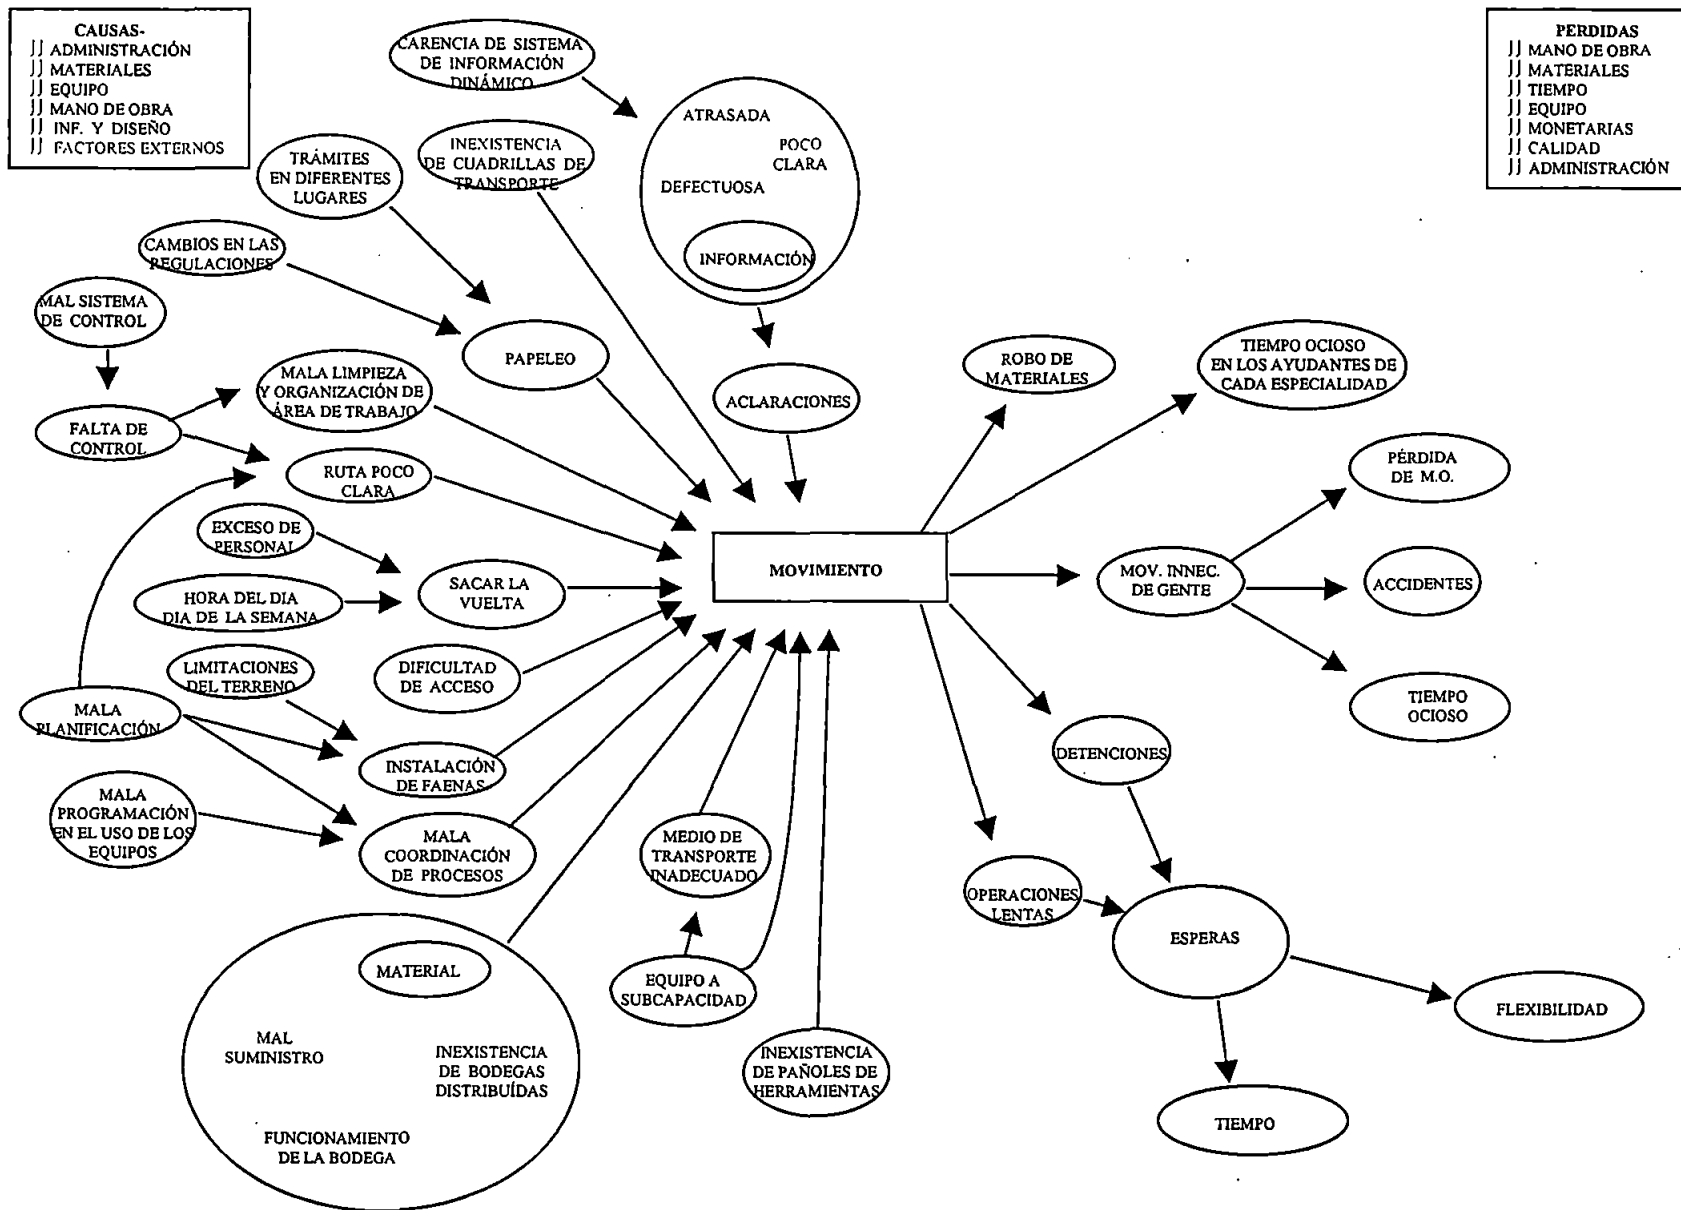 CAUSAS-
∫∫ ADMINISTRACIÓN
∫∫ MATERIALES
∫∫ EQUIPO
∫∫ MANO DE OBRA
∫∫ INF. Y DISEÑO
∫∫ FACTORES EXTERNOS
PERDIDAS
∫∫ MANO DE OBRA
∫∫ MATERIALES
∫∫ TIEMPO
∫∫ EQUIPO
∫∫ MONETARIAS
∫∫ CALIDAD
∫∫ ADMINISTRACIÓN
CARENCIA DE SISTEMA
DE INFORMACIÓN
DINÁMICO
ATRASADA
POCO
CLARA
DEFECTUOSA
INFORMACIÓN
INEXISTENCIA
DE CUADRILLAS DE
TRANSPORTE
TRÁMITES
EN DIFERENTES
LUGARES
CAMBIOS EN LAS
REGULACIONES
MAL SISTEMA
DE CONTROL
PAPELEO
ACLARACIONES
MALA LIMPIEZA
Y ORGANIZACIÓN DE
ÁREA DE TRABAJO
FALTA DE
CONTROL
RUTA POCO
CLARA
EXCESO DE
PERSONAL
HORA DEL DIA
DIA DE LA SEMANA
SACAR LA
VUELTA
LIMITACIONES
DEL TERRENO
DIFICULTAD
DE ACCESO
MALA
PLANIFICACIÓN
INSTALACIÓN
DE FAENAS
MALA
PROGRAMACIÓN
EN EL USO DE LOS
EQUIPOS
MALA
COORDINACIÓN
DE PROCESOS
MATERIAL
MAL
SUMINISTRO
INEXISTENCIA
DE BODEGAS
DISTRIBUÍDAS
FUNCIONAMIENTO
DE LA BODEGA
MEDIO DE
TRANSPORTE
INADECUADO
EQUIPO A
SUBCAPACIDAD
INEXISTENCIA
DE PAÑOLES DE
HERRAMIENTAS
MOVIMIENTO
ROBO DE
MATERIALES
TIEMPO OCIOSO
EN LOS AYUDANTES DE
CADA ESPECIALIDAD
MOV. INNEC.
DE GENTE
PÉRDIDA
DE M.O.
ACCIDENTES
TIEMPO
OCIOSO
DETENCIONES
OPERACIONES
LENTAS
ESPERAS
FLEXIBILIDAD
TIEMPO